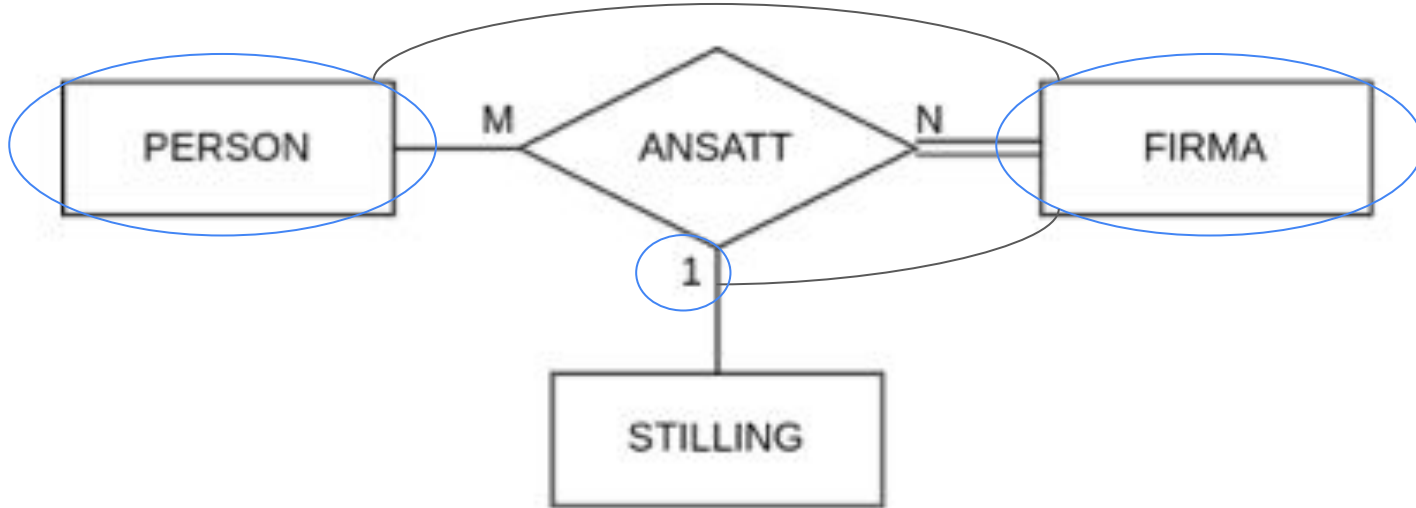 PERSON
M
ANSATT
N
FIRMA
1
STILLING